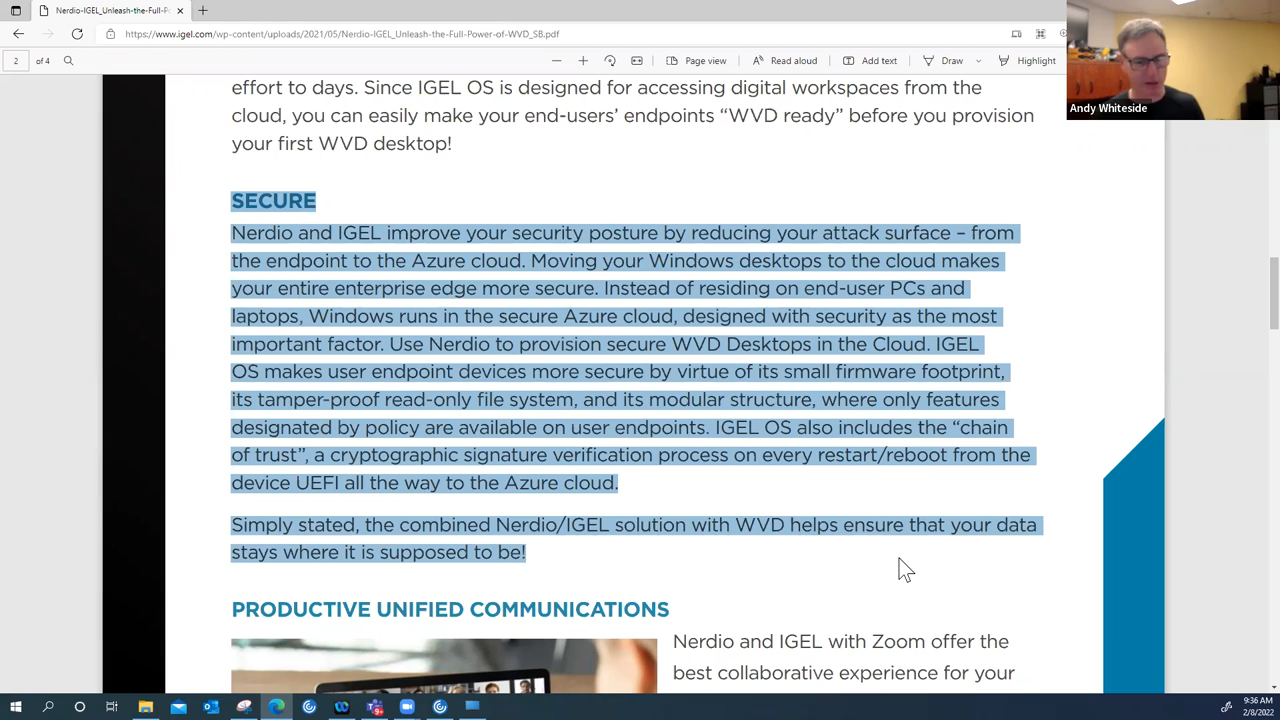 Nerdio-IGEL_Unleash-the-Full-P
https://www.igel.com/wp-content/uploads/2021/05/Nerdio-IGEL_Unleash-the-Full-Power-of-WVD_SB.pdf
2 of 4
Page view
Read aloud
Add text
Draw
Highlight
Andy Whiteside
effort to days. Since IGEL OS is designed for accessing digital workspaces from the
cloud, you can easily make your end-users’ endpoints “WVD ready” before you provision
your first WVD desktop!
SECURE
Nerdio and IGEL improve your security posture by reducing your attack surface – from
the endpoint to the Azure cloud. Moving your Windows desktops to the cloud makes
your entire enterprise edge more secure. Instead of residing on end-user PCs and
laptops, Windows runs in the secure Azure cloud, designed with security as the most
important factor. Use Nerdio to provision secure WVD Desktops in the Cloud. IGEL
OS makes user endpoint devices more secure by virtue of its small firmware footprint,
its tamper-proof read-only file system, and its modular structure, where only features
designated by policy are available on user endpoints. IGEL OS also includes the “chain
of trust”, a cryptographic signature verification process on every restart/reboot from the
device UEFI all the way to the Azure cloud.
Simply stated, the combined Nerdio/IGEL solution with WVD helps ensure that your data
stays where it is supposed to be!
PRODUCTIVE UNIFIED COMMUNICATIONS
Nerdio and IGEL with Zoom offer the
best collaborative experience for your
9:36 AM
2/8/2022